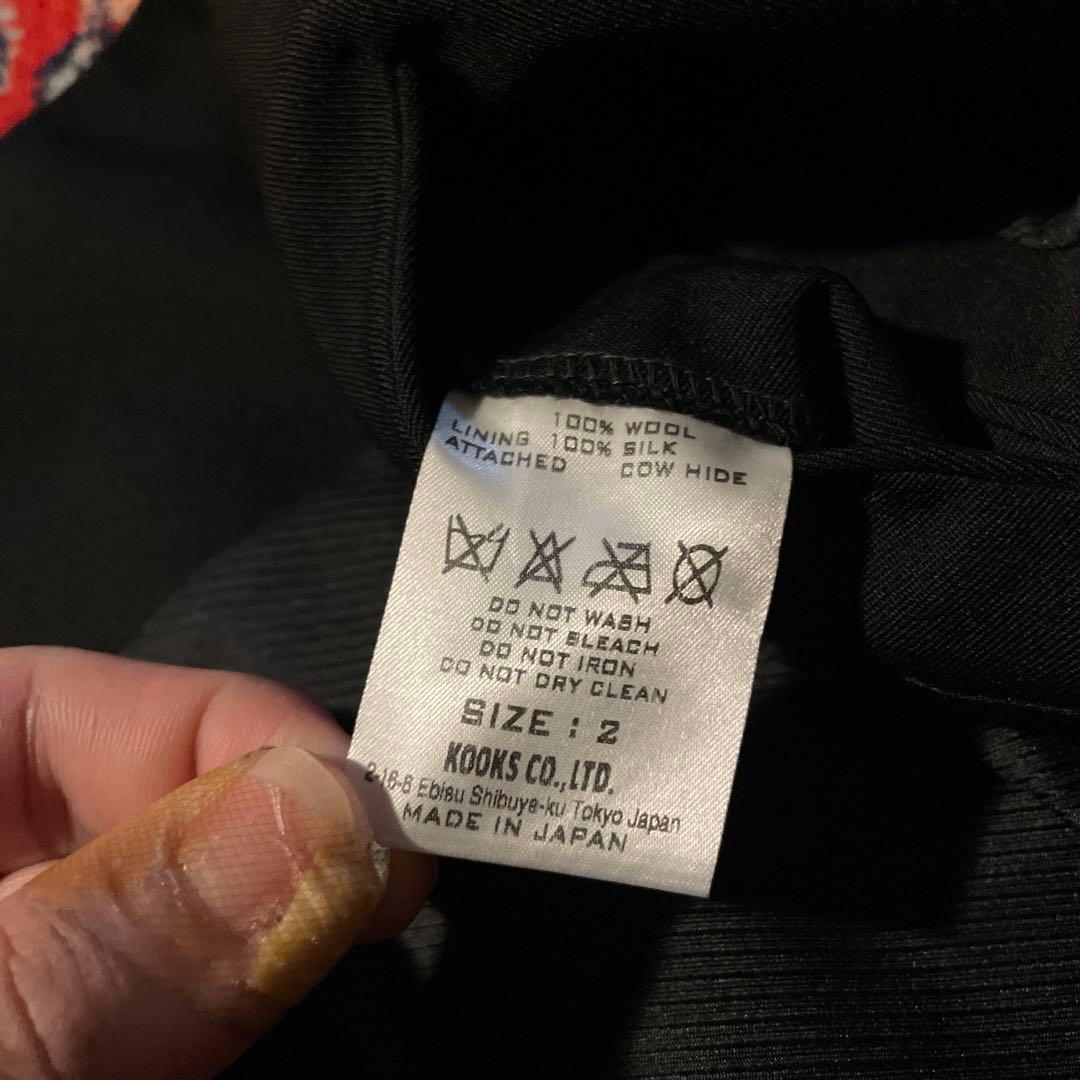 100% WOOL
LINING 100% SILK
ATTACHED COW HIDE
DO NOT WASH
DO NOT BLEACH
DO NOT IRON
DO NOT DRY CLEAN
SIZE : 2
KOOKS CO.,LTD.
2-16-6 Ebisu Shibuya-ku Tokyo Japan
MADE IN JAPAN